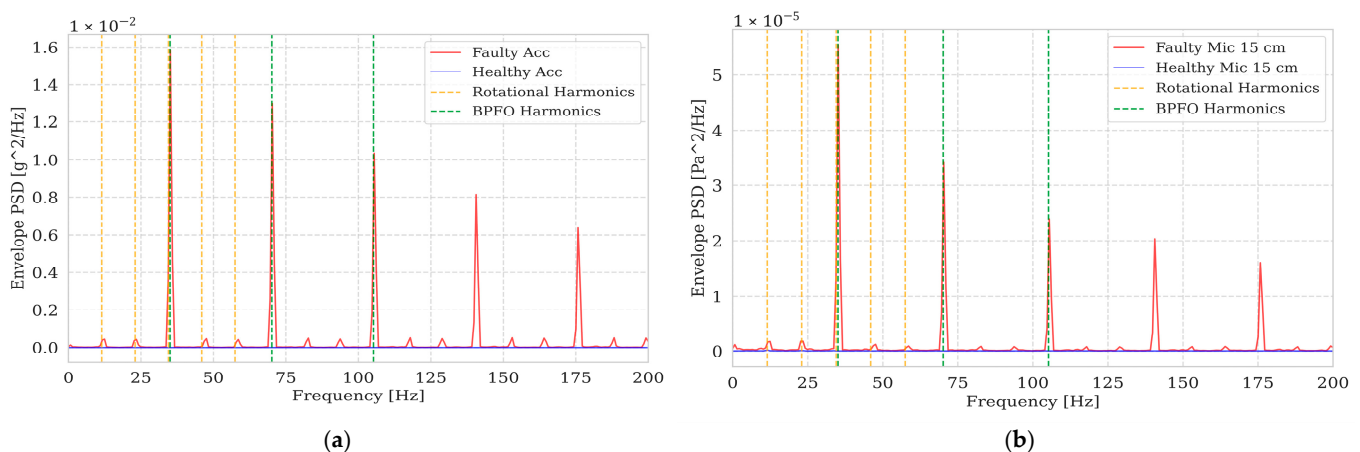 1 × 10⁻²
Faulty Acc
Healthy Acc
Rotational Harmonics
BPFO Harmonics
Envelope PSD [g^2/Hz]
1.6
1.4
1.2
1.0
0.8
0.6
0.4
0.2
0.0
0 25 50 75 100 125 150 175 200
Frequency [Hz]
(a)
1 × 10⁻⁵
Faulty Mic 15 cm
Healthy Mic 15 cm
Rotational Harmonics
BPFO Harmonics
Envelope PSD [Pa^2/Hz]
5
4
3
2
1
0
0 25 50 75 100 125 150 175 200
Frequency [Hz]
(b)